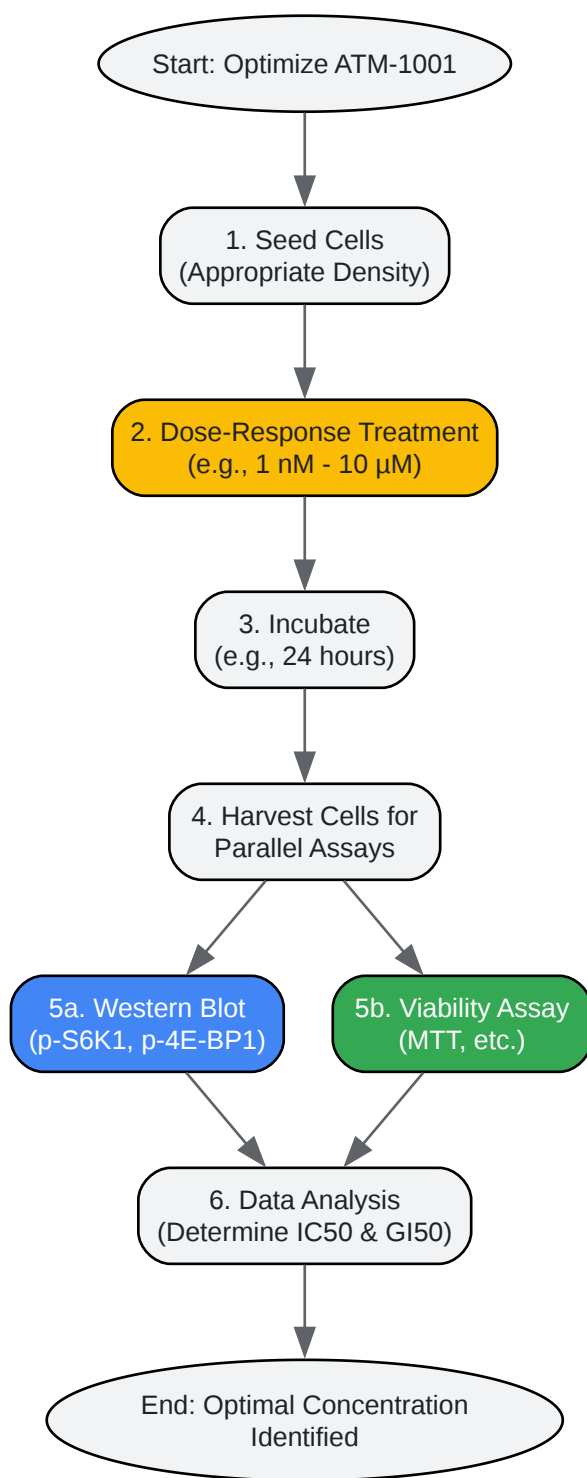 Start: Optimize ATM-1001
1. Seed Cells
(Appropriate Density)
2. Dose-Response Treatment
(e.g., 1 nM - 10 µM)
3. Incubate
(e.g., 24 hours)
4. Harvest Cells for
Parallel Assays
5a. Western Blot
(p-S6K1, p-4E-BP1)
5b. Viability Assay
(MTT, etc.)
6. Data Analysis
(Determine IC50 & GI50)
End: Optimal Concentration
Identified